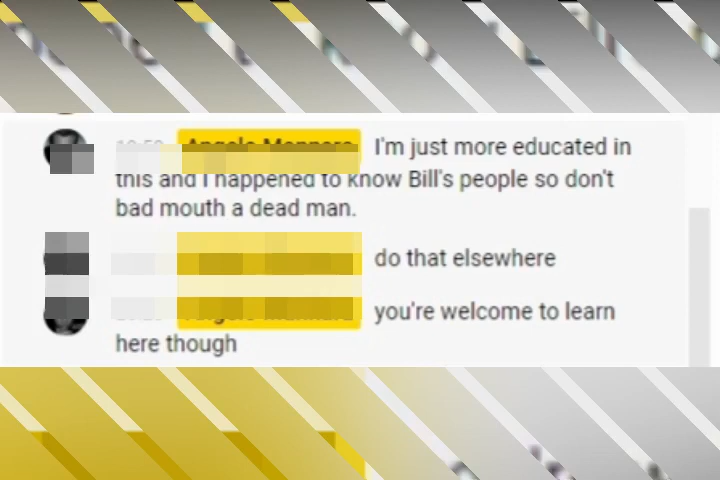 I'm just more educated in
this and I happened to know Bill's people so don't
bad mouth a dead man.
do that elsewhere
you're welcome to learn
here though